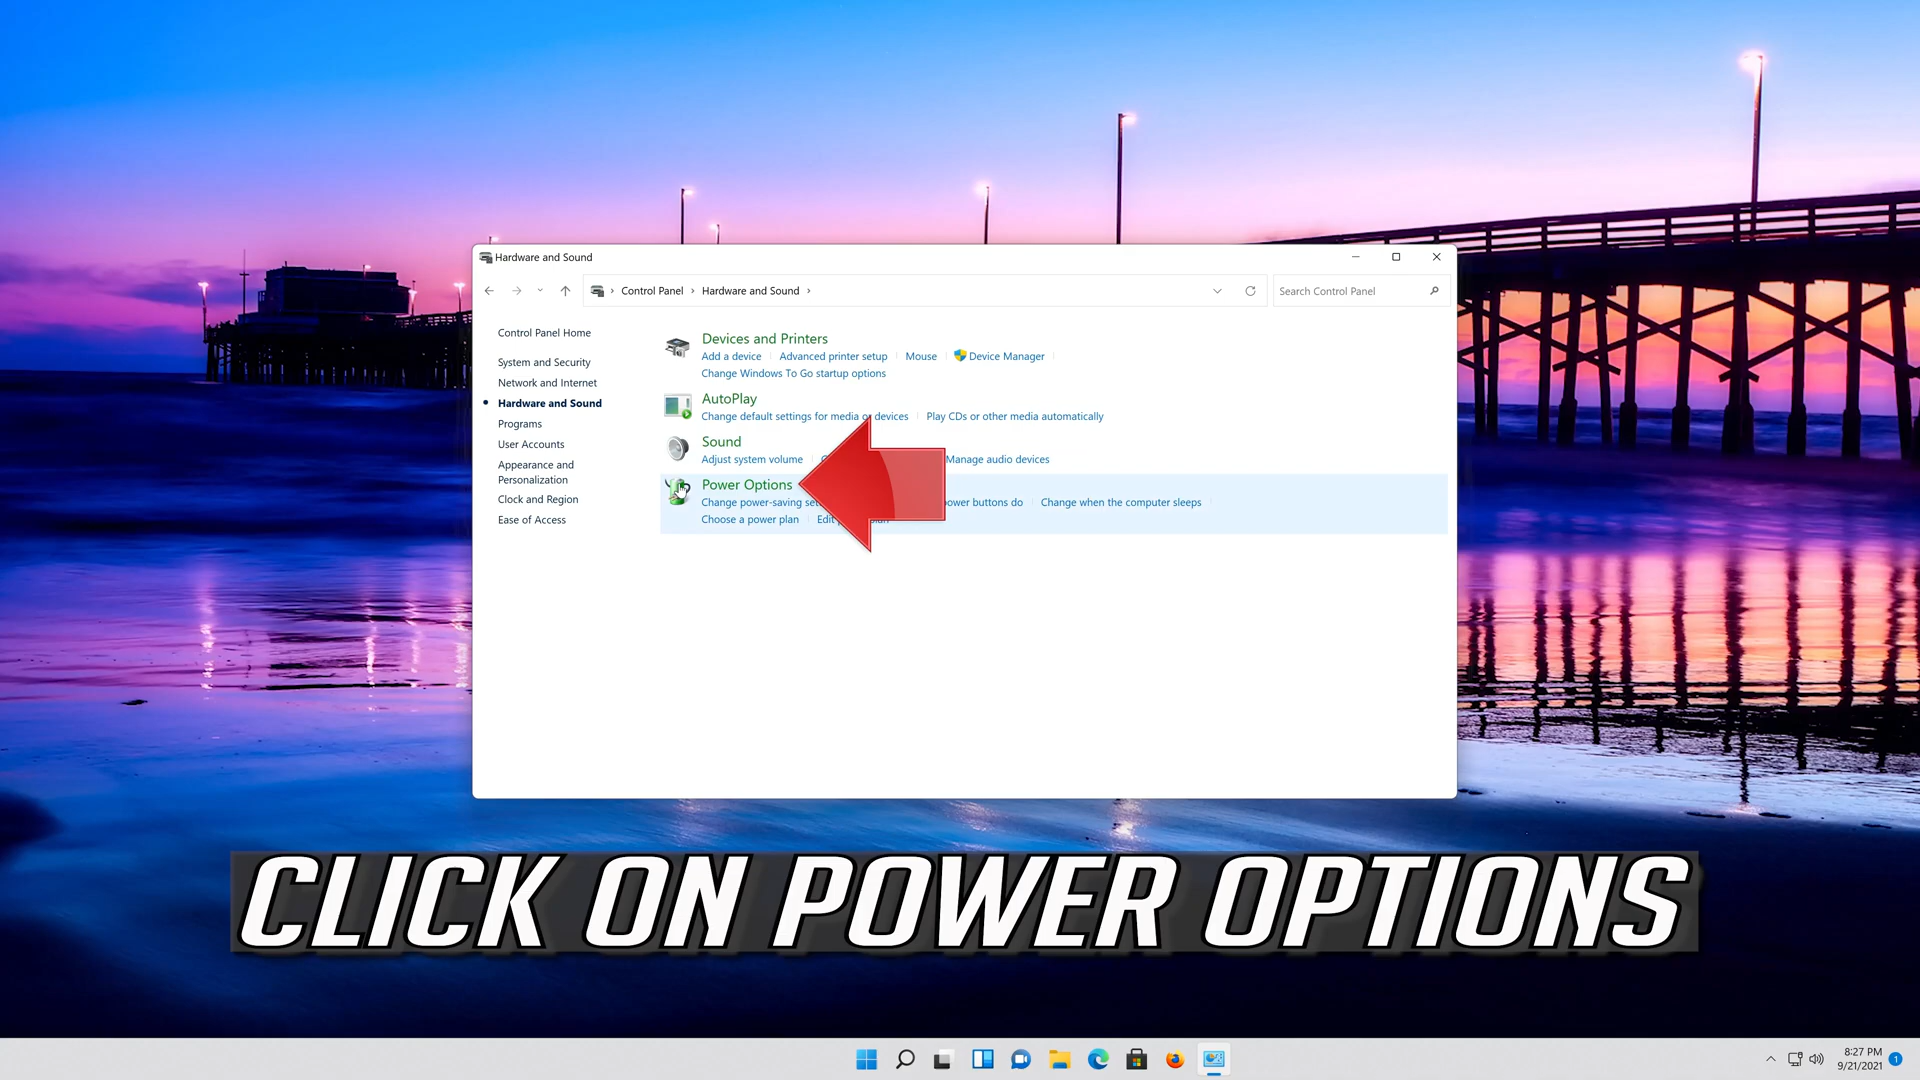 Hardware and Sound
Control Panel > Hardware and Sound >
Search Control Panel
Control Panel Home
System and Security
Network and Internet
Hardware and Sound
Programs
User Accounts
Appearance and
Personalization
Clock and Region
Ease of Access
Devices and Printers
Add a device
Advanced printer setup
Mouse
Device Manager
Change Windows To Go startup options
AutoPlay
Change default settings for media or devices
Play CDs or other media automatically
Sound
Adjust system volume
Manage audio devices
Power Options
Change power-saving
power buttons do
Change when the computer sleeps
Choose a power plan
Edit
CLICK ON POWER OPTIONS
8:27 PM
9/21/2021
1